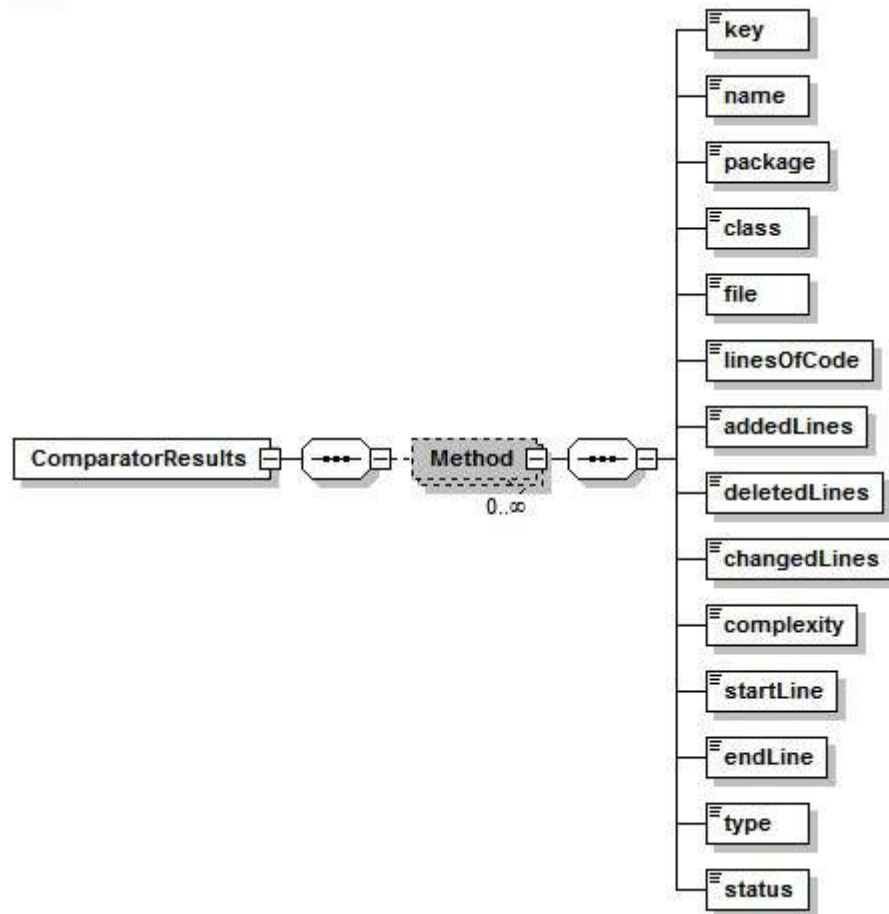 key
name
package
class
file
linesOfCode
addedLines
ComparatorResults
Method
0..∞
deletedLines
changedLines
complexity
startLine
endLine
type
status